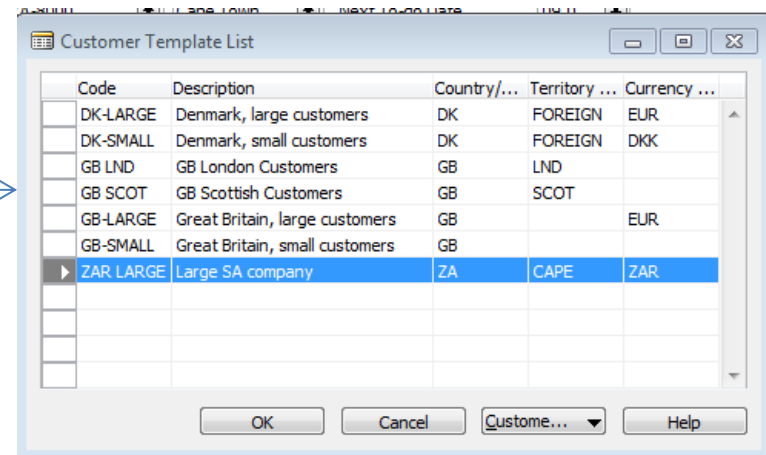 Cape Town Next To-do Date
Customer Template List
Code Description Country/... Territory ... Currency ...
DK-LARGE Denmark, large customers DK FOREIGN EUR
DK-SMALL Denmark, small customers DK FOREIGN DKK
GB LND GB London Customers GB LND
GB SCOT GB Scottish Customers GB SCOT
GB-LARGE Great Britain, large customers GB EUR
GB-SMALL Great Britain, small customers GB
ZAR LARGE Large SA company ZA CAPE ZAR
OK Cancel Custome... Help